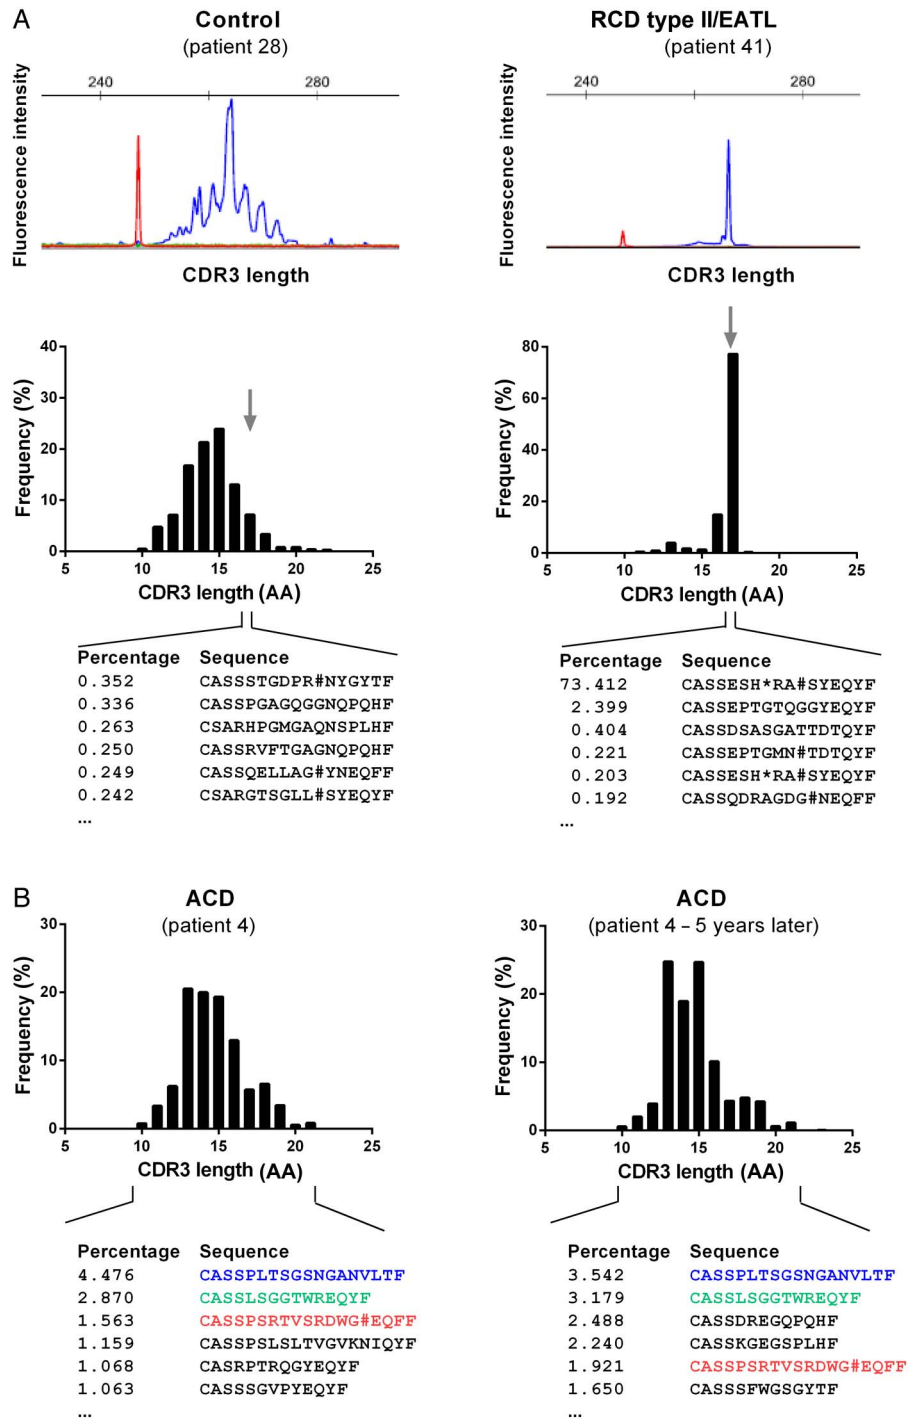 A
Control
(patient 28)
240 280
Fluorescence intensity
CDR3 length
RCD type II/EATL
(patient 41)
240 280
Fluorescence intensity
CDR3 length
40
30
20
10
0
Frequency (%)
5 10 15 20 25
CDR3 length (AA)
Percentage Sequence
0.352 CASSSTGDPR#NYGYTF
0.336 CASSPGAGQGGNQPQHF
0.263 CSARHPGMGAQNSPLHF
0.250 CASSRVFTGAGNQPQHF
0.249 CASSQELLAG#YNEQFF
0.242 CSARGTSGLL#SYEQYF
...
80
60
40
20
0
Frequency (%)
5 10 15 20 25
CDR3 length (AA)
Percentage Sequence
73.412 CASSESH*RA#SYEQYF
2.399 CASSEPTGTQGGYEQYF
0.404 CASSDSASGATTDTQYF
0.221 CASSEPTGMN#TDTQYF
0.203 CASSESH*RA#SYEQYF
0.192 CASSQDRAGDG#NEQFF
...
B
ACD
(patient 4)
30
20
10
0
Frequency (%)
5 10 15 20 25
CDR3 length (AA)
Percentage Sequence
4.476 CASSPLTSGSNGANVLTF
2.870 CASSLSGGTWREQYF
1.563 CASSPSRTVSRDWG#EQFF
1.159 CASSPSLSLTVGVKNIQYF
1.068 CASRPTRQGYEQYF
1.063 CASSSGVPYEQYF
...
ACD
(patient 4 – 5 years later)
30
20
10
0
Frequency (%)
5 10 15 20 25
CDR3 length (AA)
Percentage Sequence
3.542 CASSPLTSGSNGANVLTF
3.179 CASSLSGGTWREQYF
2.488 CASSDREGQPQHF
2.240 CASSKGEGSPLHF
1.921 CASSPSRTVSRDWG#EQFF
1.650 CASSSFWGSGYTF
...